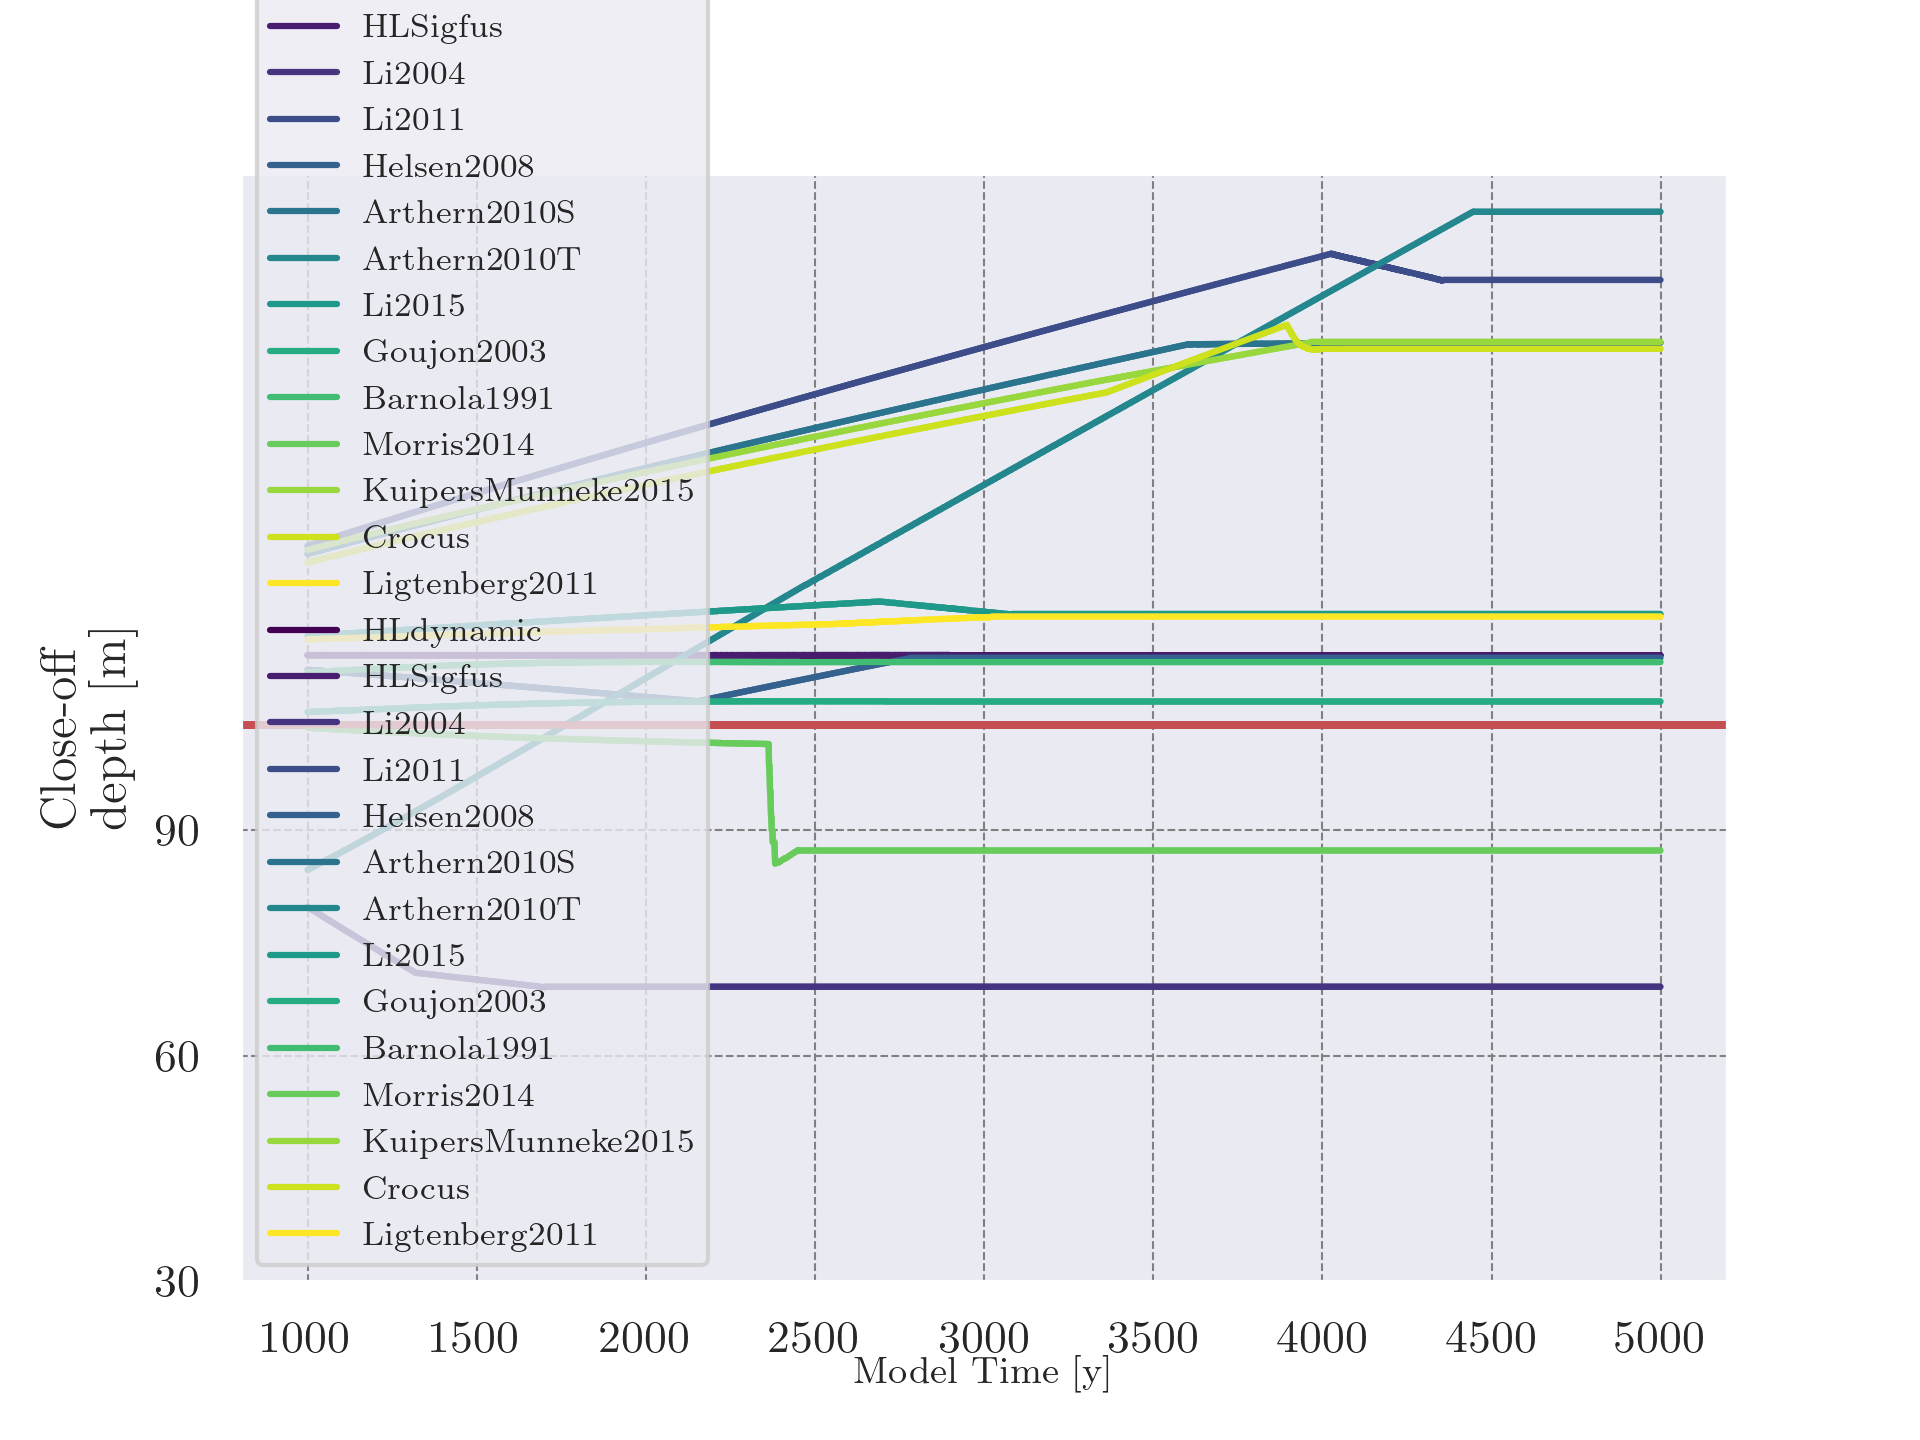 HLSigfus
Li2004
Li2011
Helsen2008
Arthern2010S
Arthern2010T
Li2015
Goujon2003
Barnola1991
Morris2014
KuipersMunneke2015
Crocus
Ligtenberg2011
HLdynamic
HLSigfus
Li2004
Li2011
Helsen2008
Arthern2010S
Arthern2010T
Li2015
Goujon2003
Barnola1991
Morris2014
KuipersMunneke2015
Crocus
Ligtenberg2011
Close-off
depth [m]
90
60
30
1000 1500 2000 2500 3000 3500 4000 4500 5000
Model Time [y]